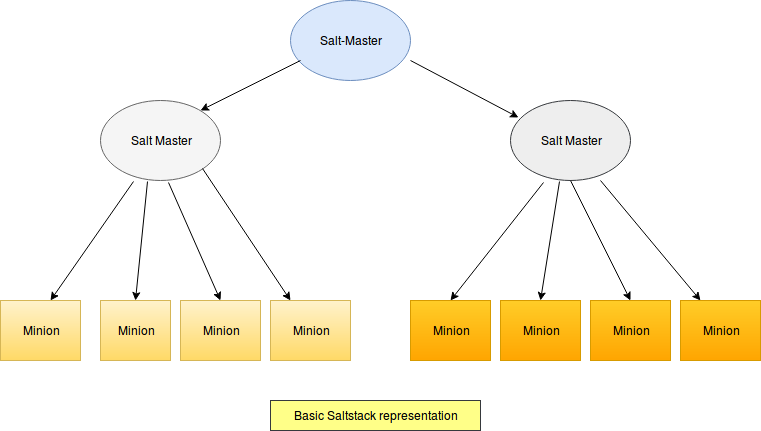 Salt-Master
Salt Master
Salt Master
Minion
Minion
Minion
Minion
Minion
Minion
Minion
Minion
Basic Saltstack representation